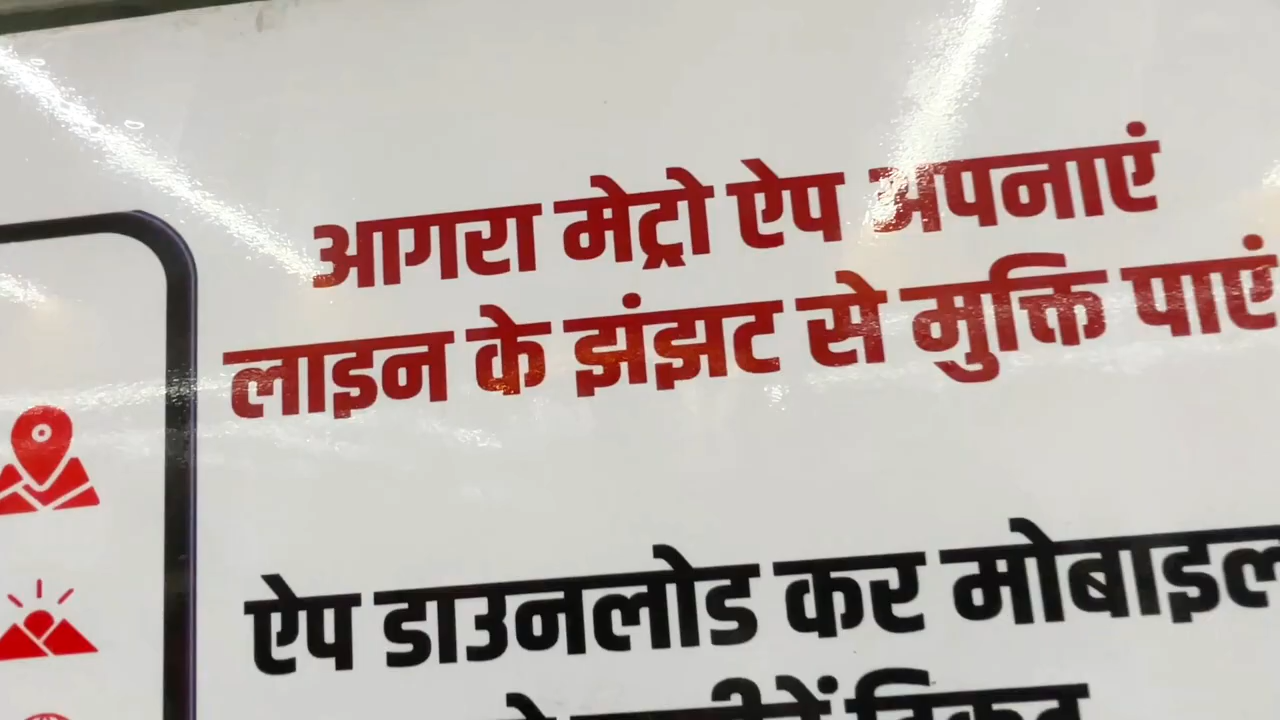 आगरा मेट्रो ऐप अपनाएं
लाइन के झंझट से मुक्ति पाएं
ऐप डाउनलोड कर मोबाइल